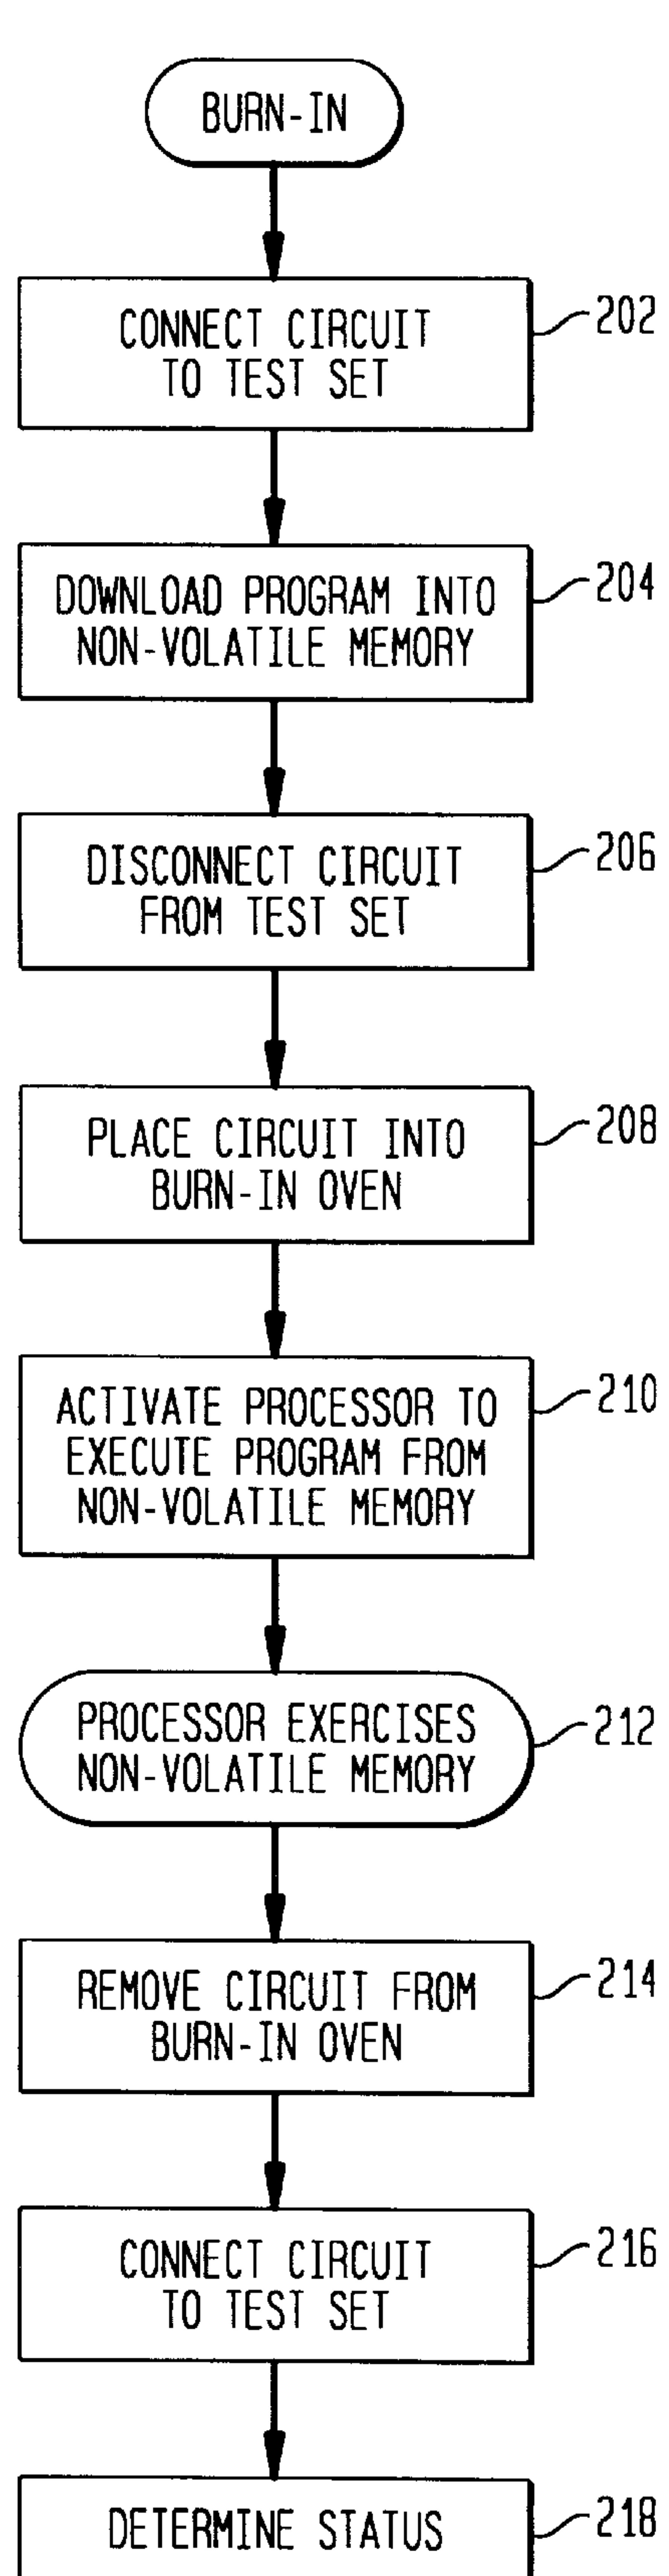 BURN-IN
CONNECT CIRCUIT
TO TEST SET
202
DOWNLOAD PROGRAM INTO
NON-VOLATILE MEMORY
204
DISCONNECT CIRCUIT
FROM TEST SET
206
PLACE CIRCUIT INTO
BURN-IN OVEN
208
ACTIVATE PROCESSOR TO
EXECUTE PROGRAM FROM
NON-VOLATILE MEMORY
210
PROCESSOR EXERCISES
NON-VOLATILE MEMORY
212
REMOVE CIRCUIT FROM
BURN-IN OVEN
214
CONNECT CIRCUIT
TO TEST SET
216
DETERMINE STATUS
218